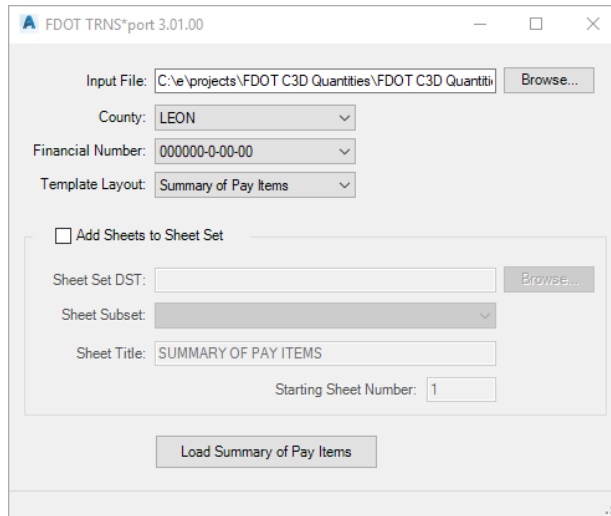 FDOT TRNS*port 3.01.00
Input File: C:\e\projects\FDOT C3D Quantities\FDOT C3D Quantiti Browse...
County: LEON
Financial Number: 000000-0-00-00
Template Layout: Summary of Pay Items
Add Sheets to Sheet Set
Sheet Set DST: Browse...
Sheet Subset:
Sheet Title: SUMMARY OF PAY ITEMS
Starting Sheet Number: 1
Load Summary of Pay Items